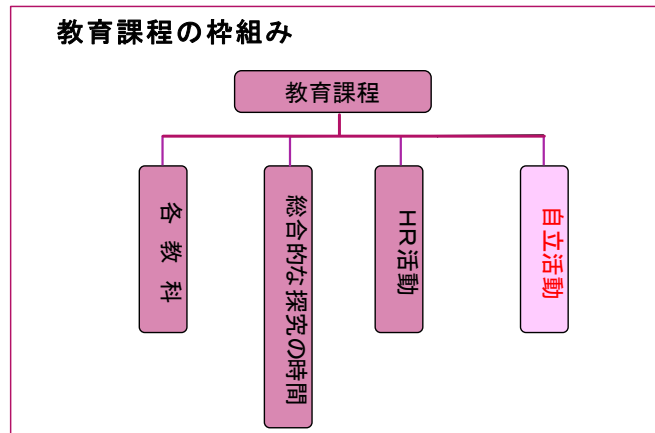 教育課程の枠組み
教育課程
各教科
総合的な探究の時間
HR活動
自立活動